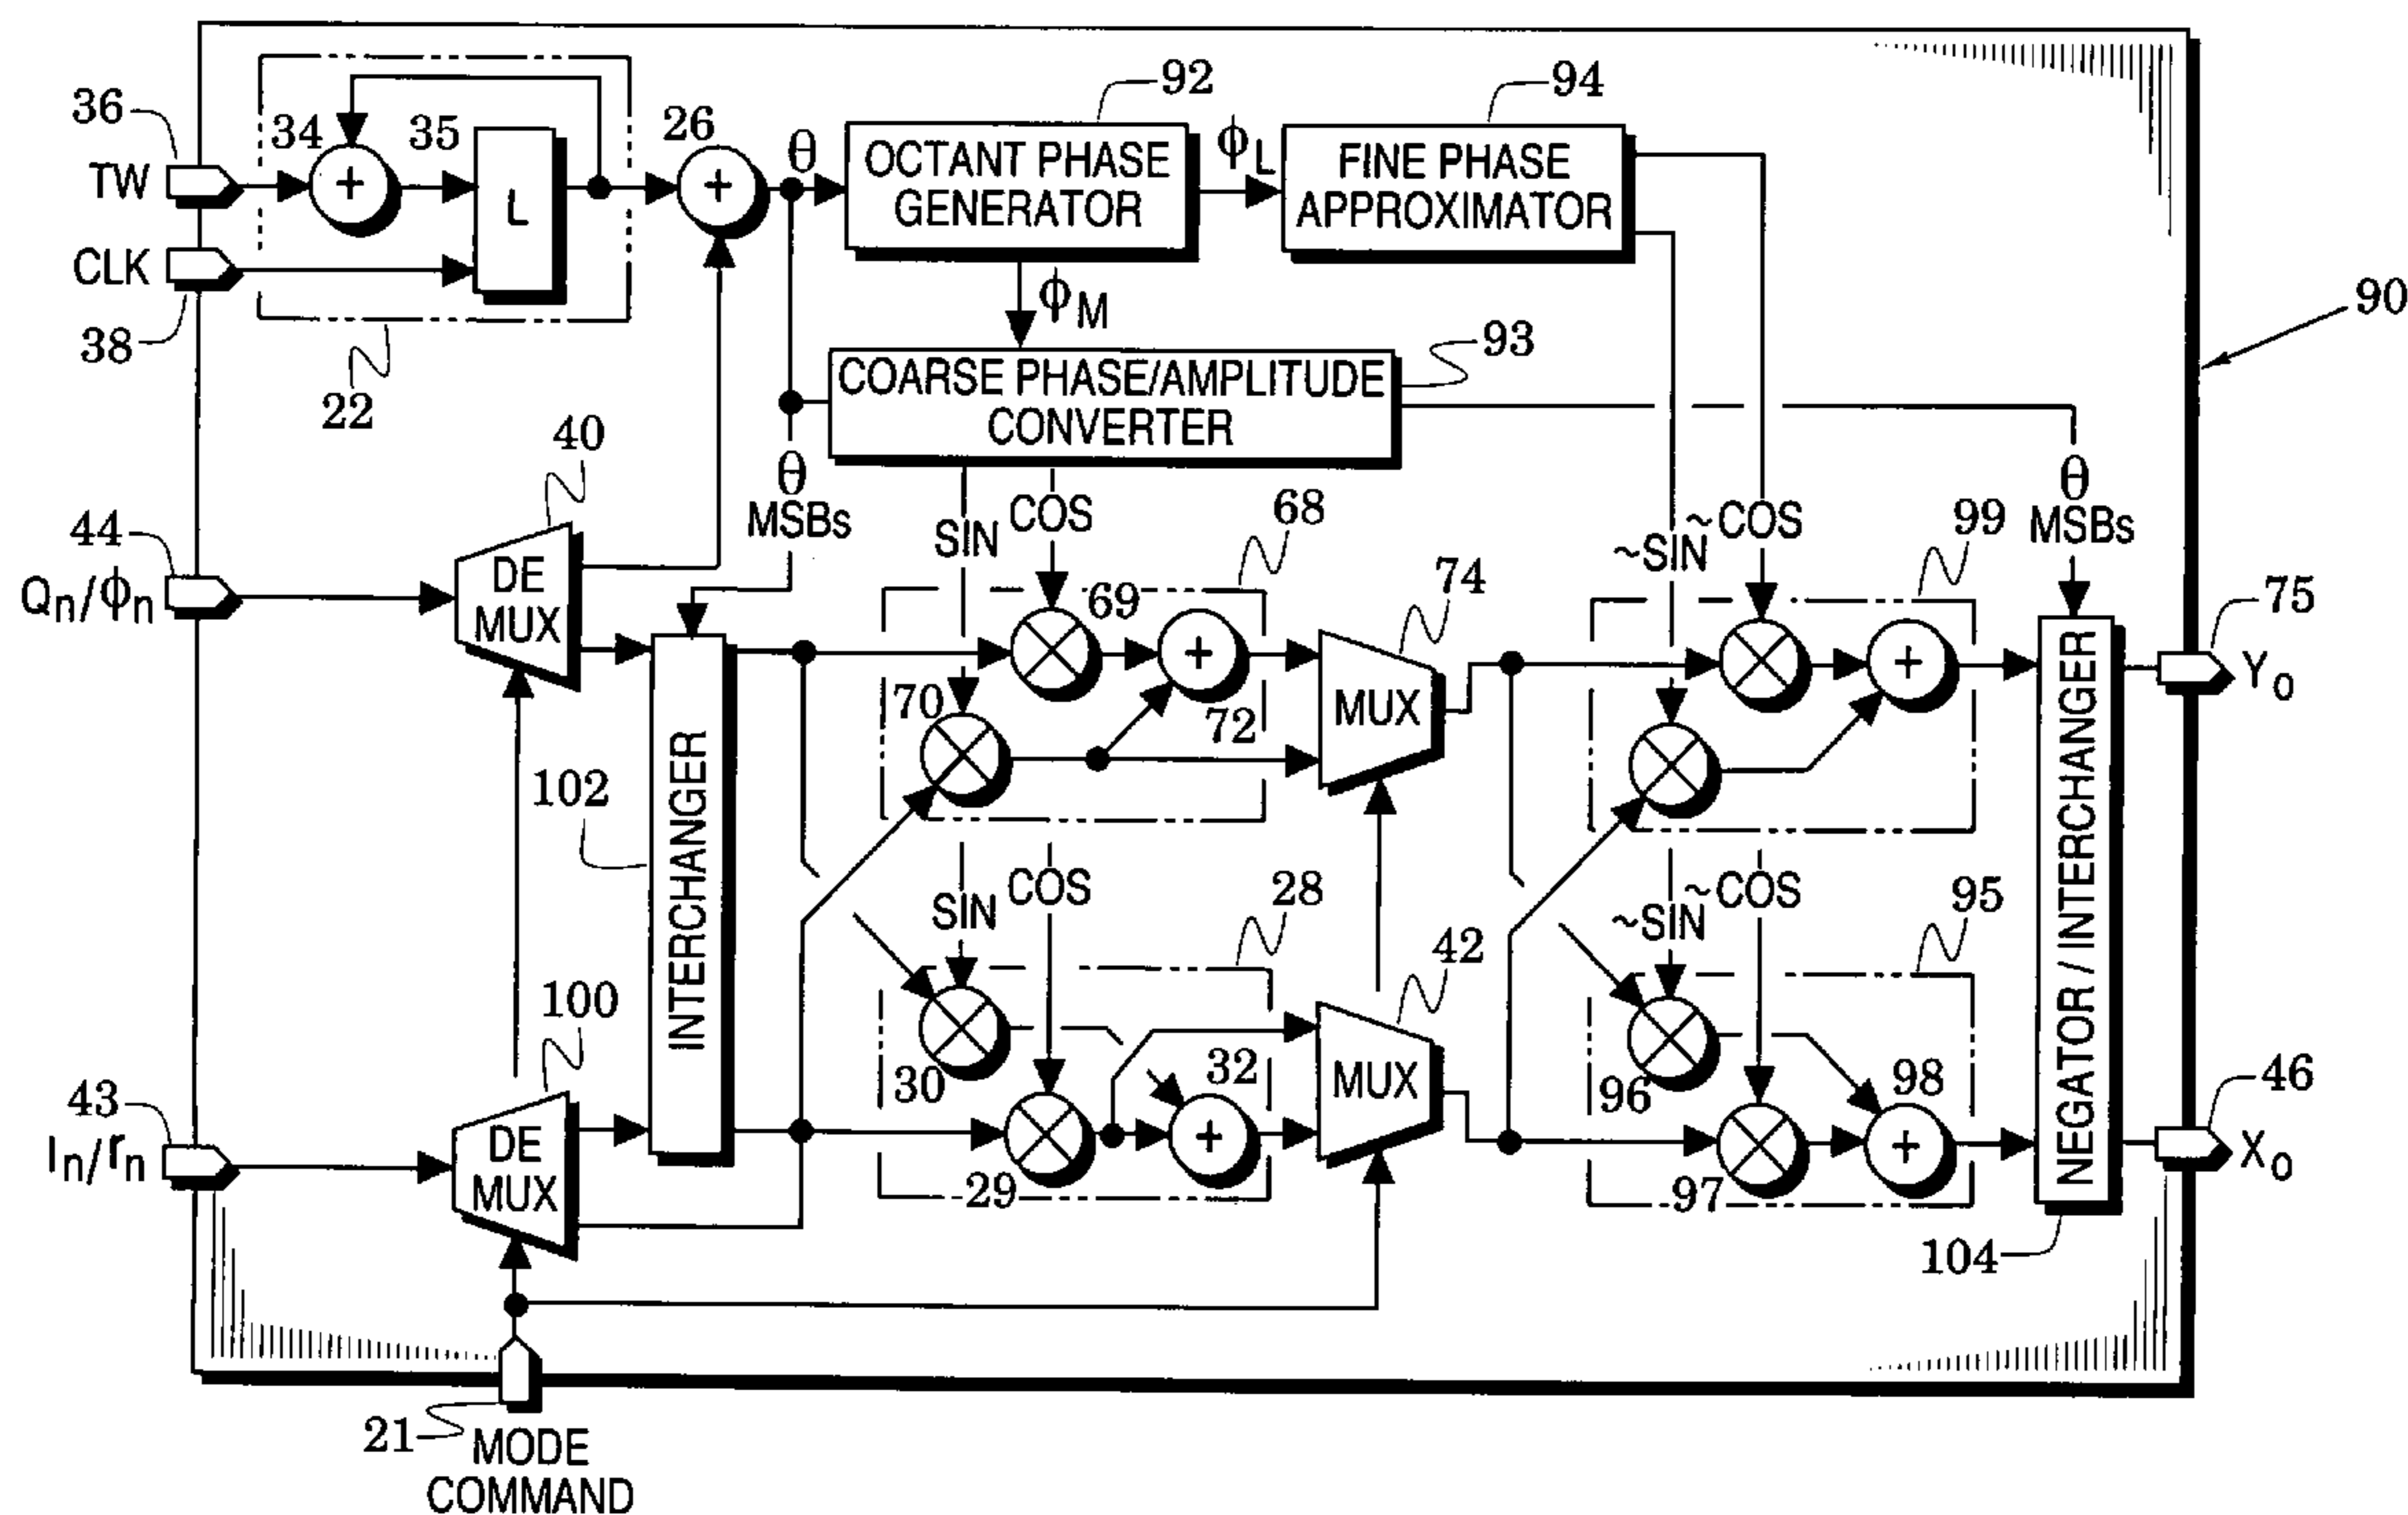 92
94
36
34
35
26
θ
ϕL
TW
+
L
+
OCTANT PHASE
GENERATOR
FINE PHASE
APPROXIMATOR
CLK
ϕM
90
38
22
93
COARSE PHASE/AMPLITUDE
CONVERTER
40
θ
MSBs
SIN
COS
68
~SIN
~COS
99
θ
MSBs
44
Qn/ϕn
DE
MUX
69
+
74
+
75
Yo
70
72
MUX
102
INTERCHANGER
NEGATOR / INTERCHANGER
SIN
COS
28
~SIN
~COS
95
42
100
30
32
MUX
96
98
43
In/rn
DE
MUX
29
+
97
+
46
Xo
104
21
MODE
COMMAND